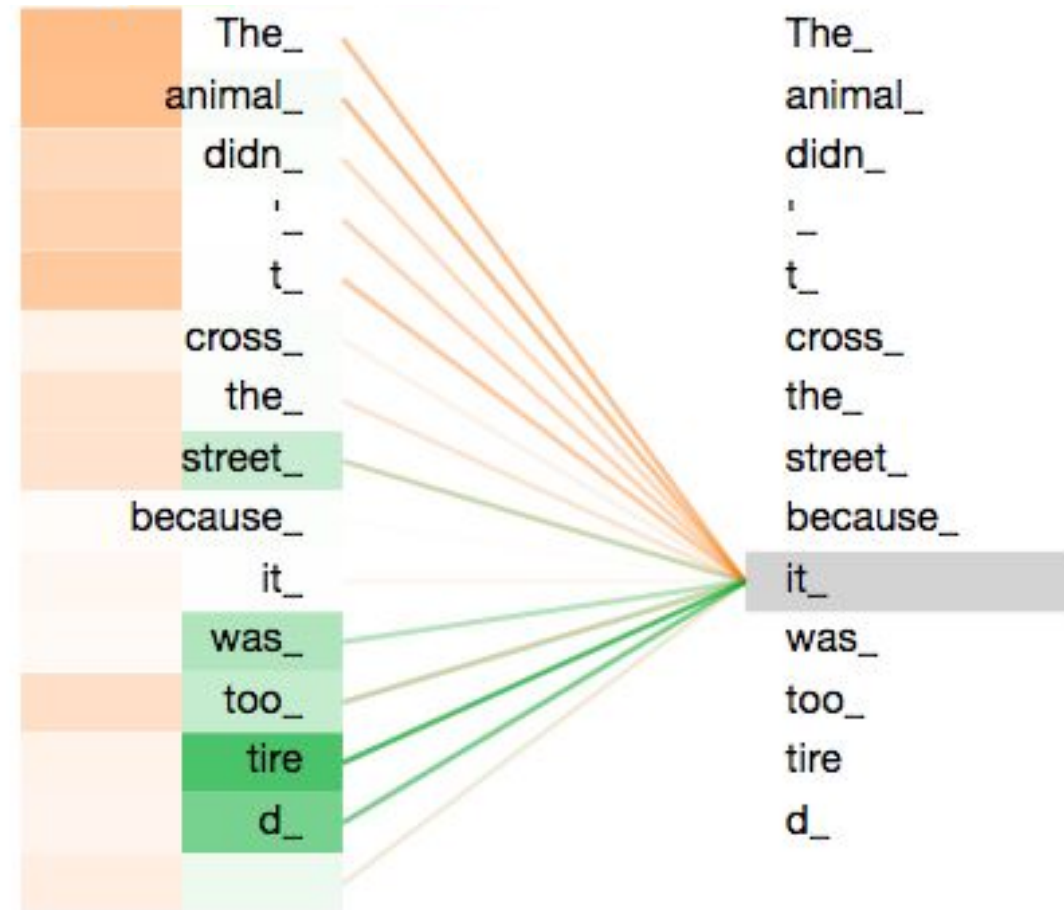 The_ The_
animal_ animal_
didn_ didn_
'_ '_
t_ t_
cross_ cross_
the_ the_
street_ street_
because_ because_
it_ it_
was_ was_
too_ too_
tire tire
d_ d_